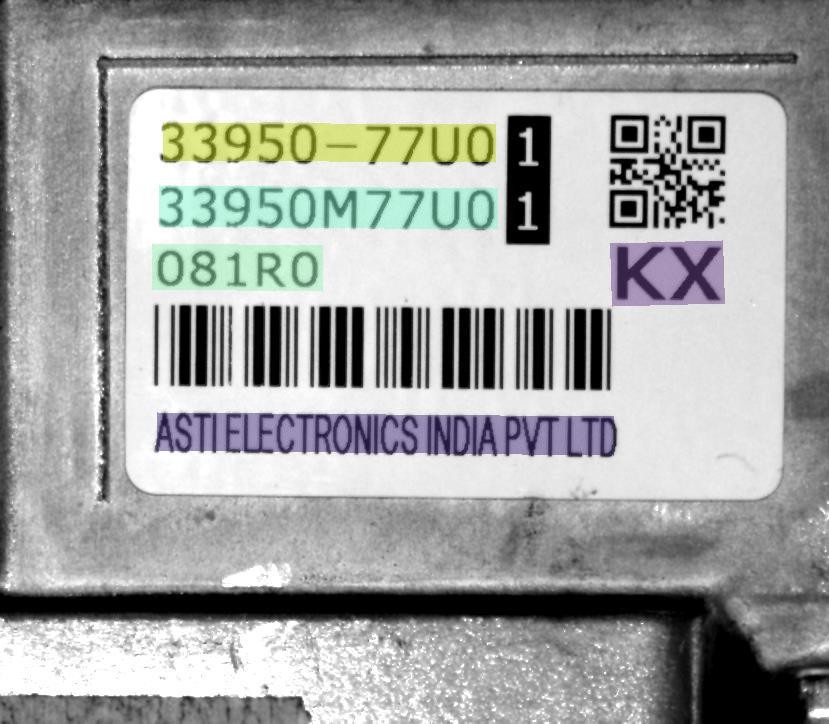 33950-77U0 1
33950M77U0 1
081R0
KX
ASTI ELECTRONICS INDIA PVT LTD